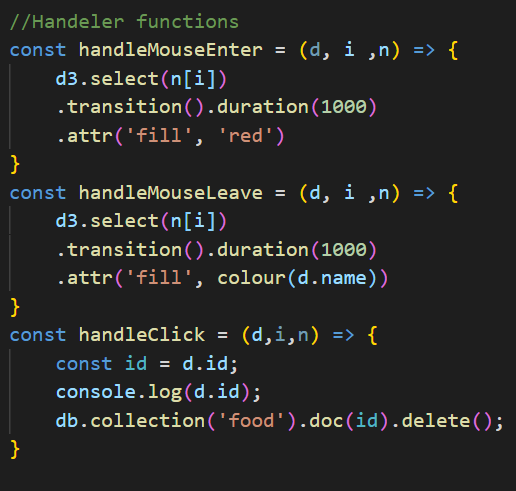 //Handeler functions
const handleMouseEnter = (d, i ,n) => {
    d3.select(n[i])
    .transition().duration(1000)
    .attr('fill', 'red')
}
const handleMouseLeave = (d, i ,n) => {
    d3.select(n[i])
    .transition().duration(1000)
    .attr('fill', colour(d.name))
}
const handleClick = (d,i,n) => {
    const id = d.id;
    console.log(d.id);
    db.collection('food').doc(id).delete();
}